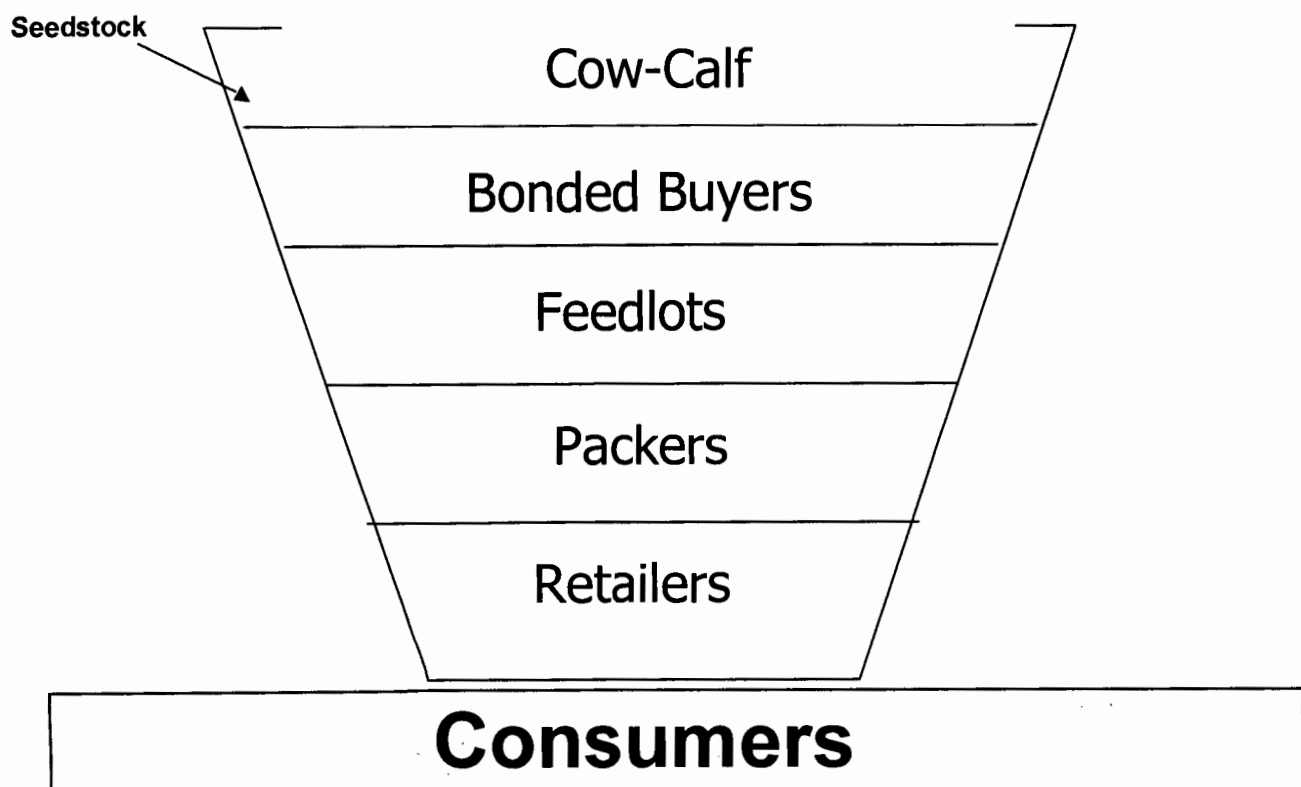 Seedstock
Cow-Calf
Bonded Buyers
Feedlots
Packers
Retailers
Consumers